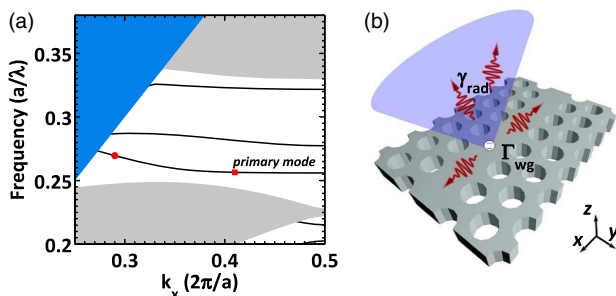 (a)
0.35
0.3
0.25
0.2
Frequency (a/λ)
primary mode
0.3
0.4
0.5
k_x (2π/a)
(b)
γ_rad
Γ_wg
z
x
y